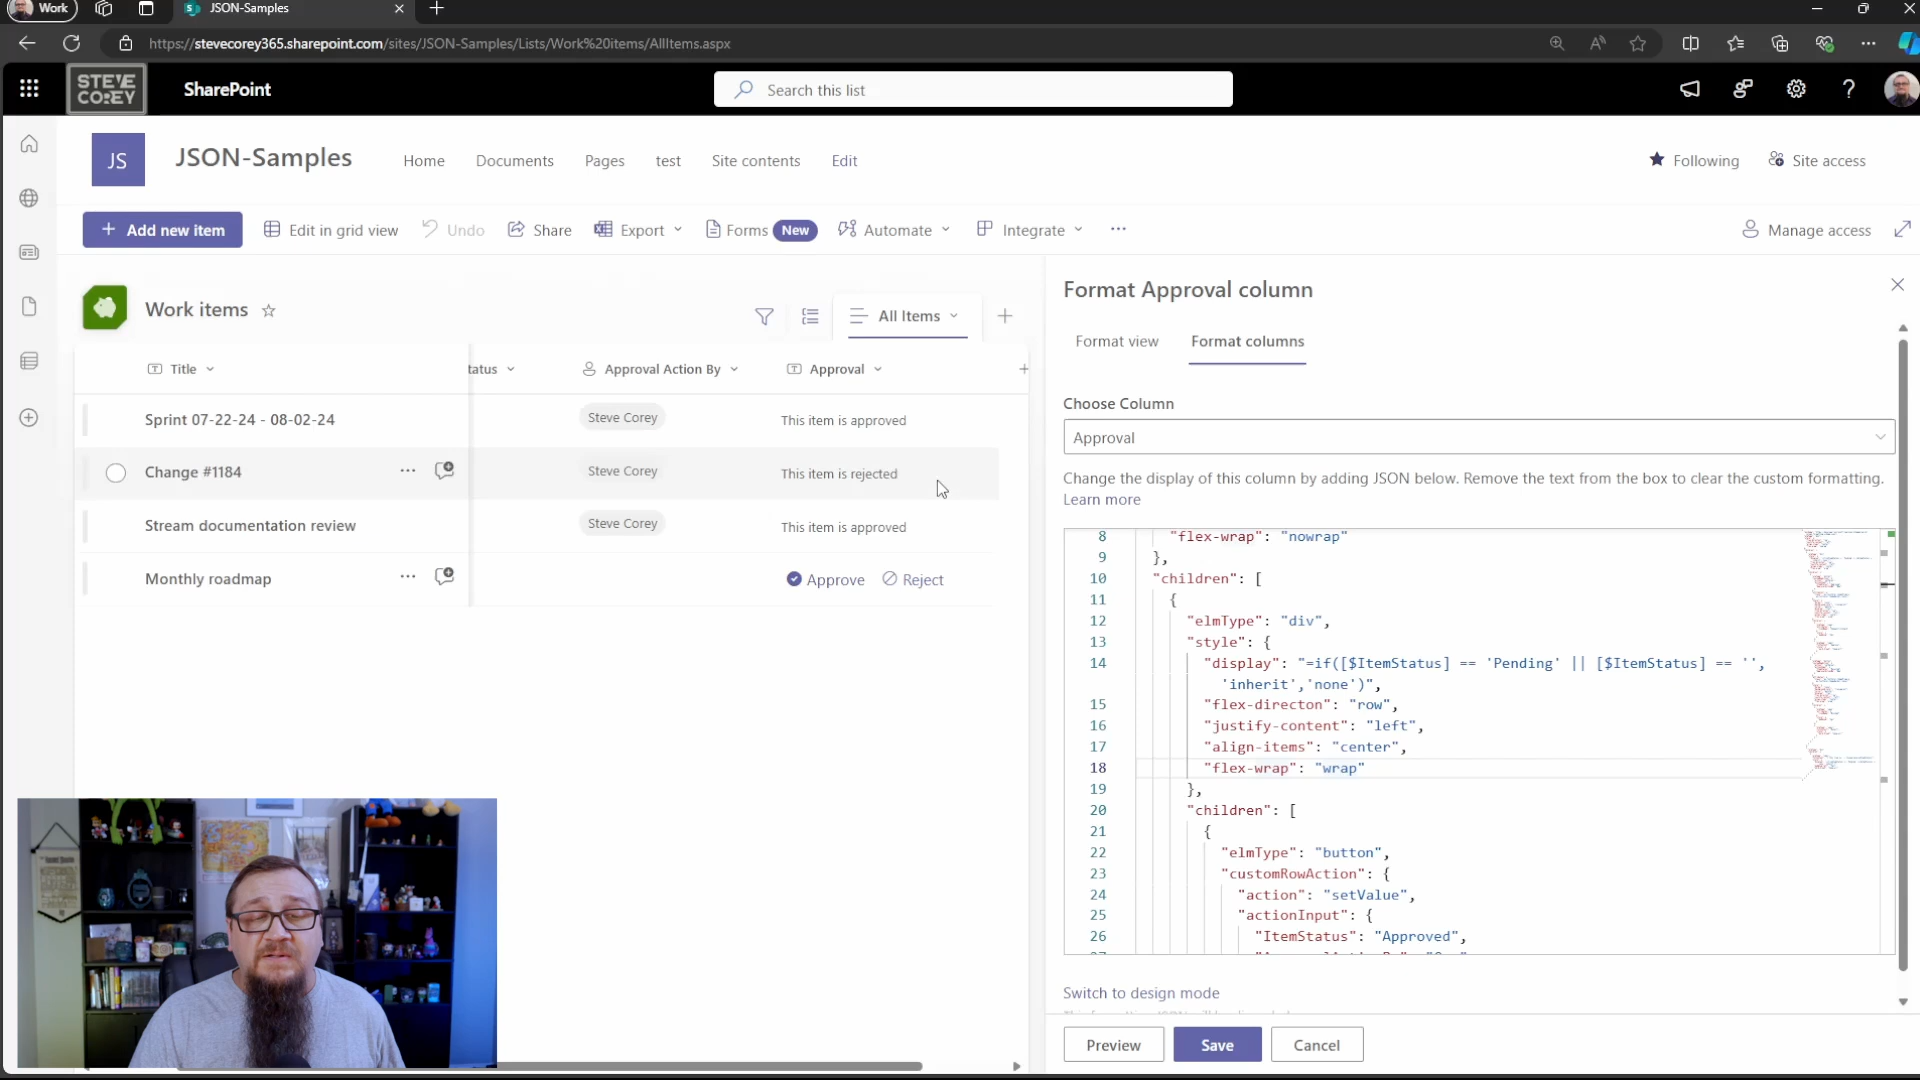 Work
JSON-Samples
https://stevecorey365.sharepoint.com/sites/JSON-Samples/Lists/Work%20items/AllItems.aspx
STEVE
COREY
SharePoint
Search this list
JS
JSON-Samples
Home
Documents
Pages
test
Site contents
Edit
Following
Site access
Add new item
Edit in grid view
Undo
Share
Export
Forms
New
Automate
Integrate
Manage access
Work items
All Items
Title
tatus
Approval Action By
Approval
Sprint 07-22-24 - 08-02-24
Steve Corey
This item is approved
Change #1184
Steve Corey
This item is rejected
Stream documentation review
Steve Corey
This item is approved
Monthly roadmap
Approve
Reject
Format Approval column
Format view
Format columns
Choose Column
Approval
Change the display of this column by adding JSON below. Remove the text from the box to clear the custom formatting.
Learn more
8 "flex-wrap": "nowrap"
9 },
10 "children": [
11 {
12 "elmType": "div",
13 "style": {
14 "display": "=if([$ItemStatus] == 'Pending' || [$ItemStatus] == '',
'inherit','none')",
15 "flex-directon": "row",
16 "justify-content": "left",
17 "align-items": "center",
18 "flex-wrap": "wrap"
19 },
20 "children": [
21 {
22 "elmType": "button",
23 "customRowAction": {
24 "action": "setValue",
25 "actionInput": {
26 "ItemStatus": "Approved",
Switch to design mode
Preview
Save
Cancel